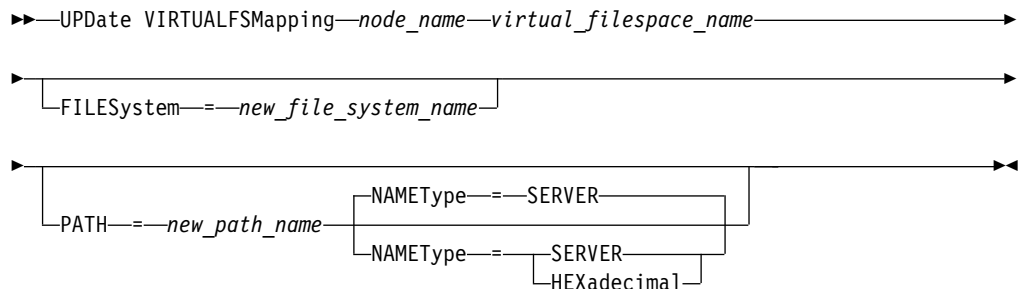 UPDate VIRTUALFSMapping node_name virtual_filespace_name
FILESystem = new_file_system_name
NAMEType = SERVER
PATH = new_path_name
NAMEType = SERVER
HEXadecimal